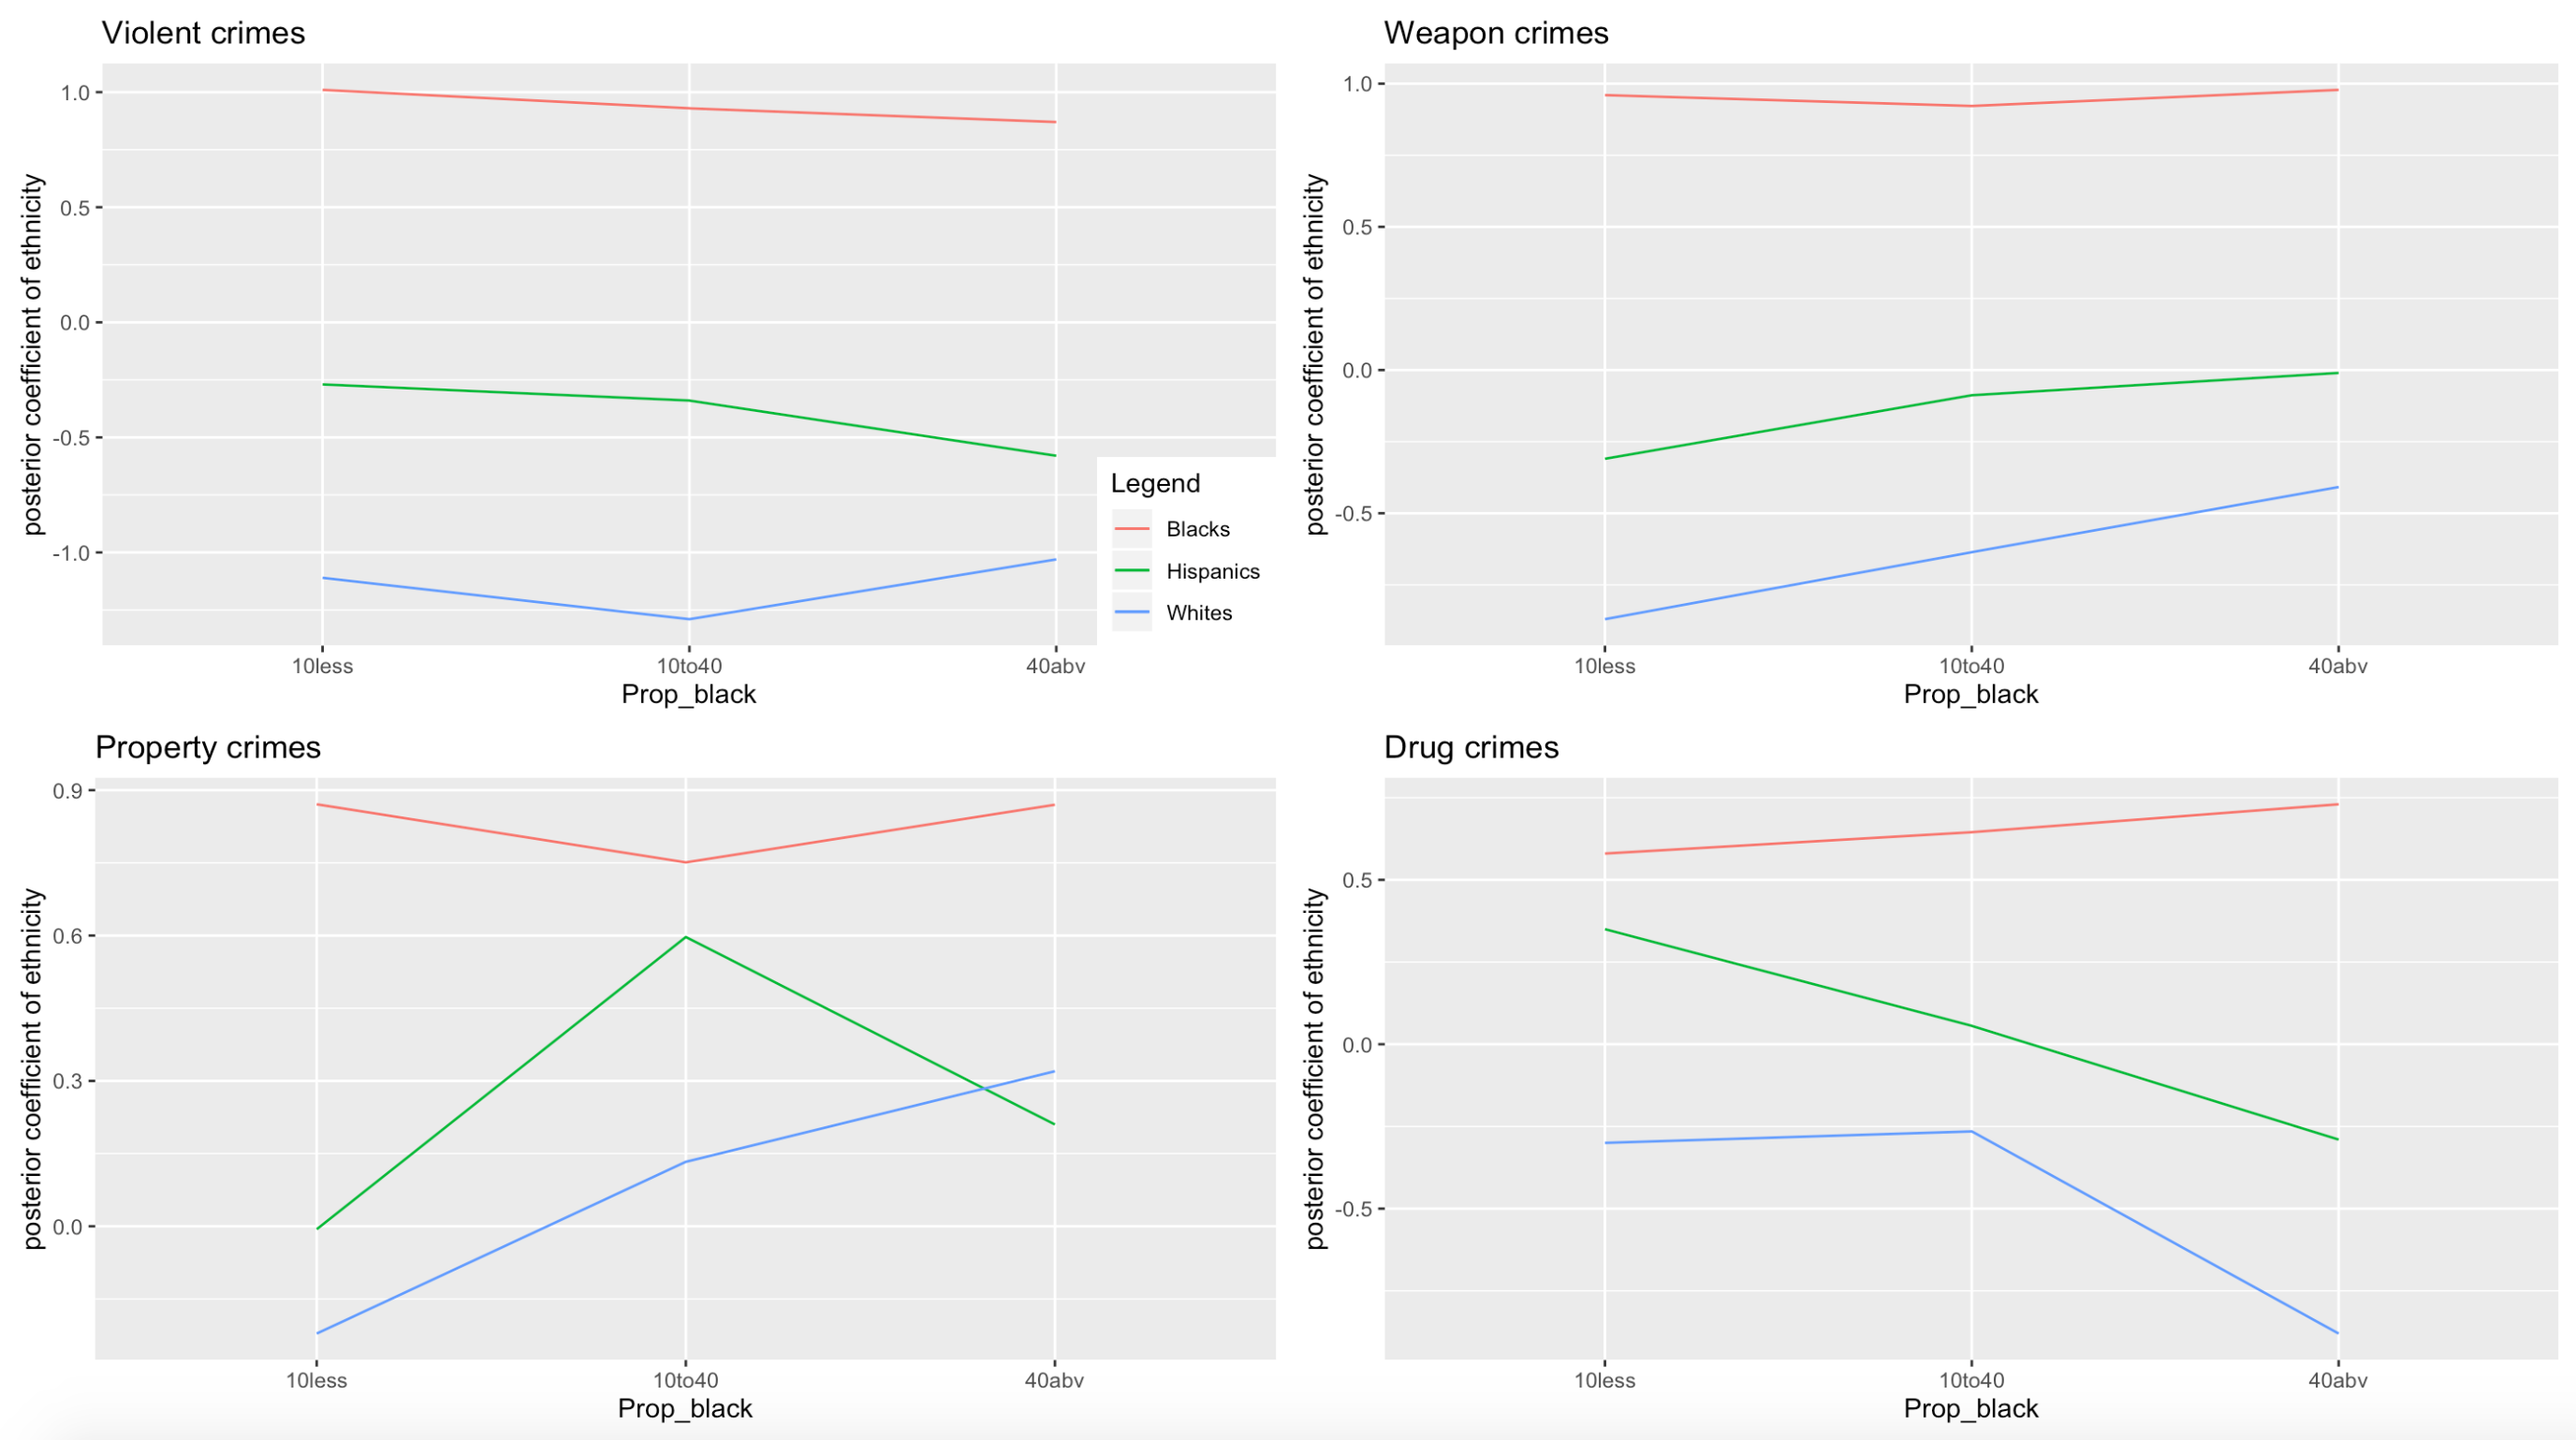 Violent crimes
posterior coefficient of ethnicity
1.0
0.5
0.0
-0.5
-1.0
Legend
Blacks
Hispanics
Whites
10less 10to40 40abv
Prop_black
Weapon crimes
posterior coefficient of ethnicity
1.0
0.5
0.0
-0.5
10less 10to40 40abv
Prop_black
Property crimes
posterior coefficient of ethnicity
0.9
0.6
0.3
0.0
10less 10to40 40abv
Prop_black
Drug crimes
posterior coefficient of ethnicity
0.5
0.0
-0.5
10less 10to40 40abv
Prop_black